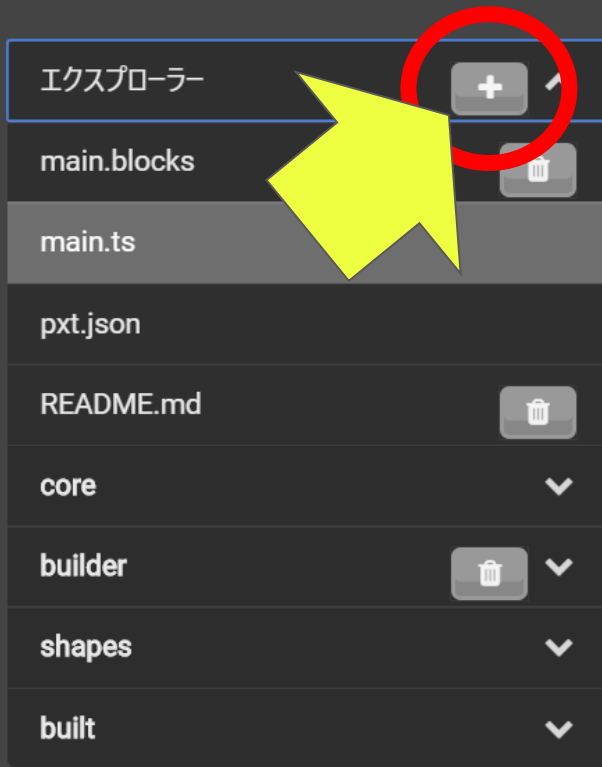 エクスプローラー
main.blocks
main.ts
pxt.json
README.md
core
builder
shapes
built